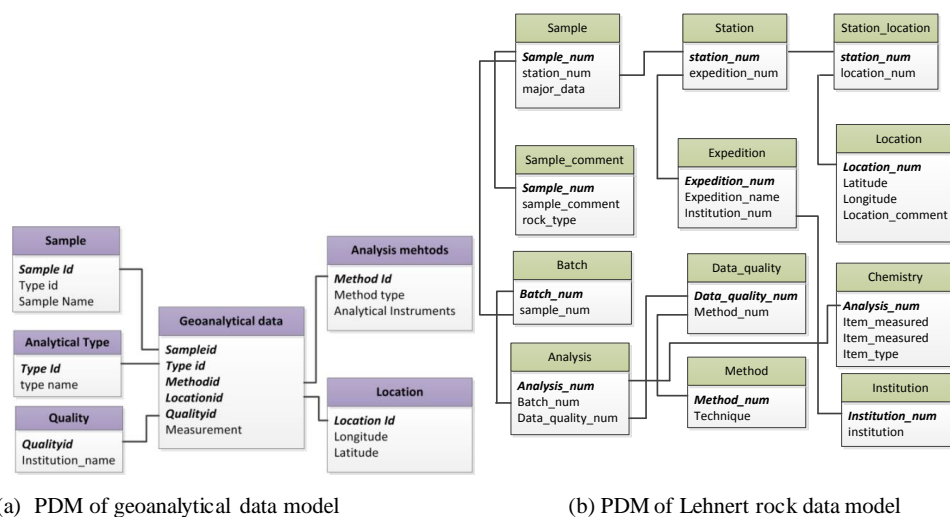 Sample
Sample Id
Type id
Sample Name
Analytical Type
Type Id
type name
Quality
Qualityid
Institution_name
Geoanalytical data
Sampleid
Type id
Methodid
Locationid
Qualityid
Measurement
Analysis mehtods
Method Id
Method type
Analytical Instruments
Location
Location Id
Longitude
Latitude
Sample
Sample_num
station_num
major_data
Station
station_num
expedition_num
Station_location
station_num
location_num
Sample_comment
Sample_num
sample_comment
rock_type
Expedition
Expedition_num
Expedition_name
Institution_num
Location
Location_num
Latitude
Longitude
Location_comment
Batch
Batch_num
sample_num
Data_quality
Data_quality_num
Method_num
Chemistry
Analysis_num
Item_measured
Item_measured
Item_type
Analysis
Analysis_num
Batch_num
Data_quality_num
Method
Method_num
Technique
Institution
Institution_num
institution
(a) PDM of geoanalytical data model
(b) PDM of Lehnert rock data model